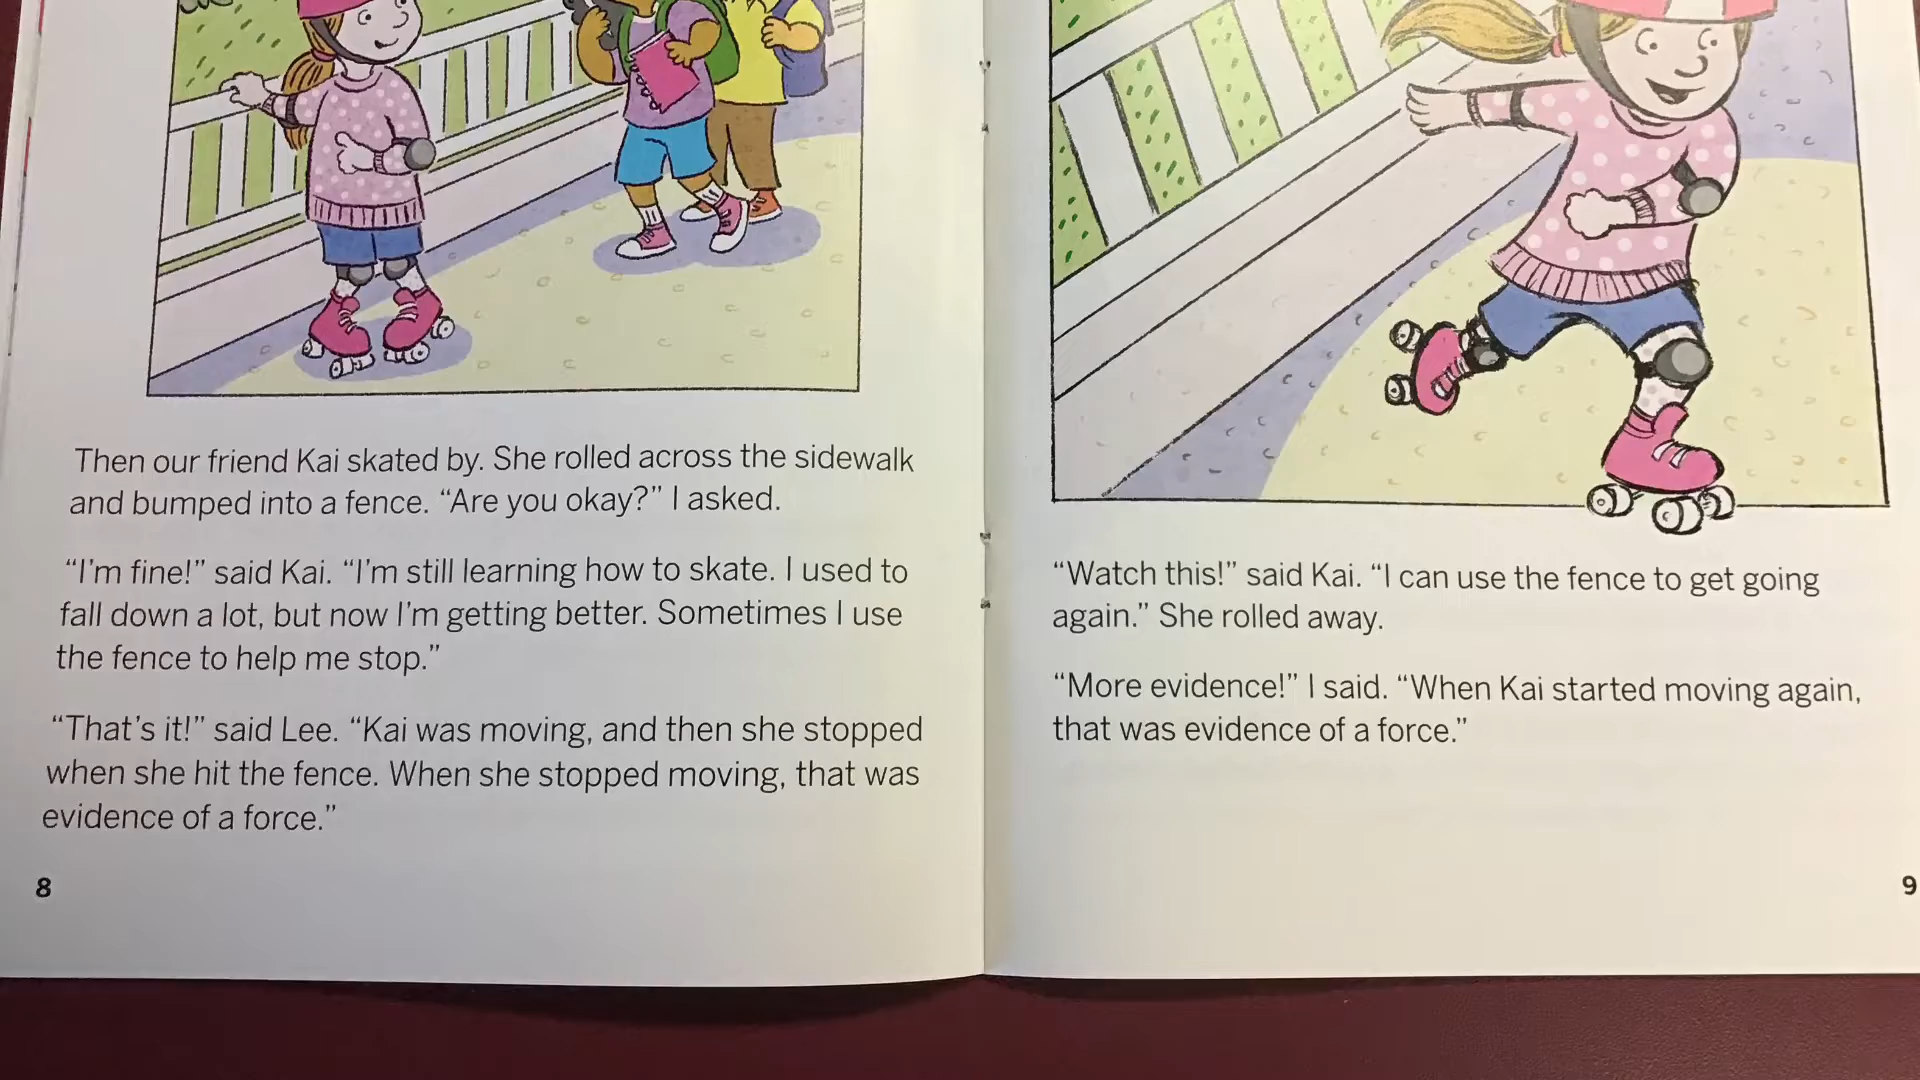 Then our friend Kai skated by. She rolled across the sidewalk
and bumped into a fence. “Are you okay?” I asked.
“I’m fine!” said Kai. “I’m still learning how to skate. I used to
fall down a lot, but now I’m getting better. Sometimes I use
the fence to help me stop.”
“That’s it!” said Lee. “Kai was moving, and then she stopped
when she hit the fence. When she stopped moving, that was
evidence of a force.”
8
“Watch this!” said Kai. “I can use the fence to get going
again.” She rolled away.
“More evidence!” I said. “When Kai started moving again,
that was evidence of a force.”
9